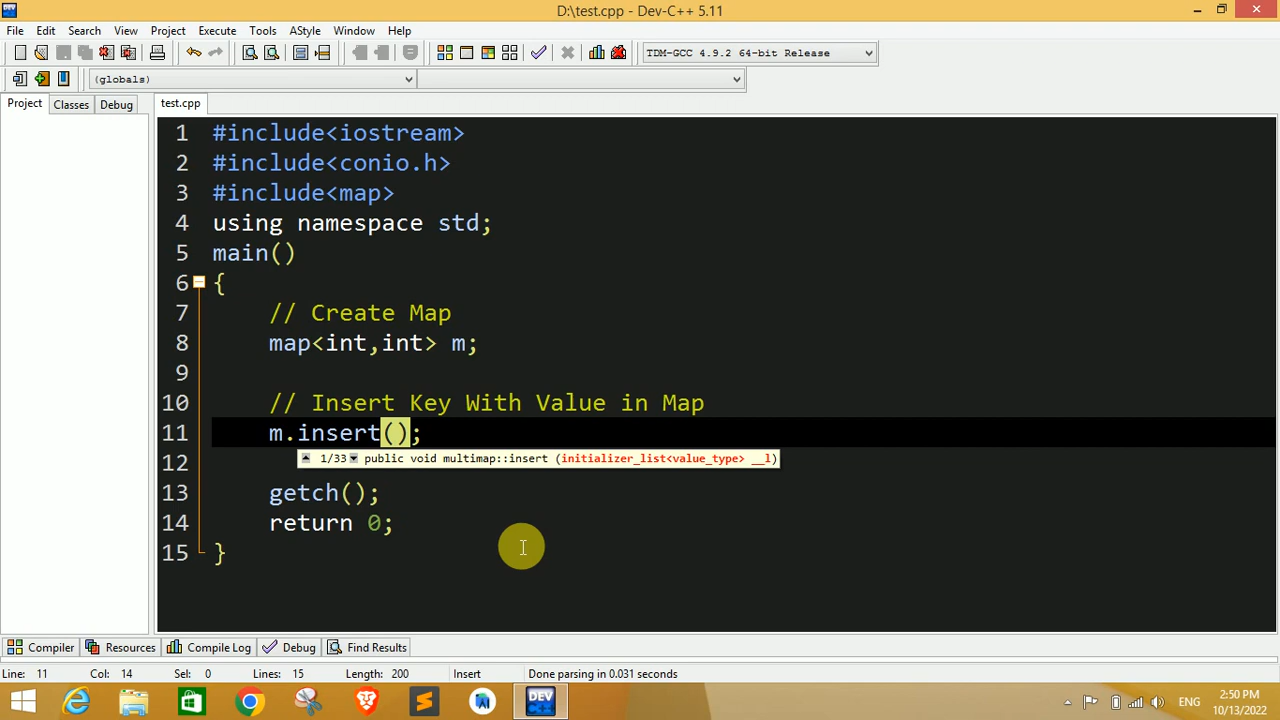 D:\test.cpp - Dev-C++ 5.11
File Edit Search View Project Execute Tools AStyle Window Help
TDM-GCC 4.9.2 64-bit Release
(globals)
Project Classes Debug test.cpp
1 #include<iostream>
2 #include<conio.h>
3 #include<map>
4 using namespace std;
5 main()
6 {
7 // Create Map
8 map<int,int> m;
9
10 // Insert Key With Value in Map
11 m.insert();
1/33 public void multimap::insert (initializer_list<value_type> __l)
12
13 getch();
14 return 0;
15 }
Compiler Resources Compile Log Debug Find Results
Line: 11 Col: 14 Sel: 0 Lines: 15 Length: 200 Insert Done parsing in 0.031 seconds
DEV C++
ENG 2:50 PM
10/13/2022